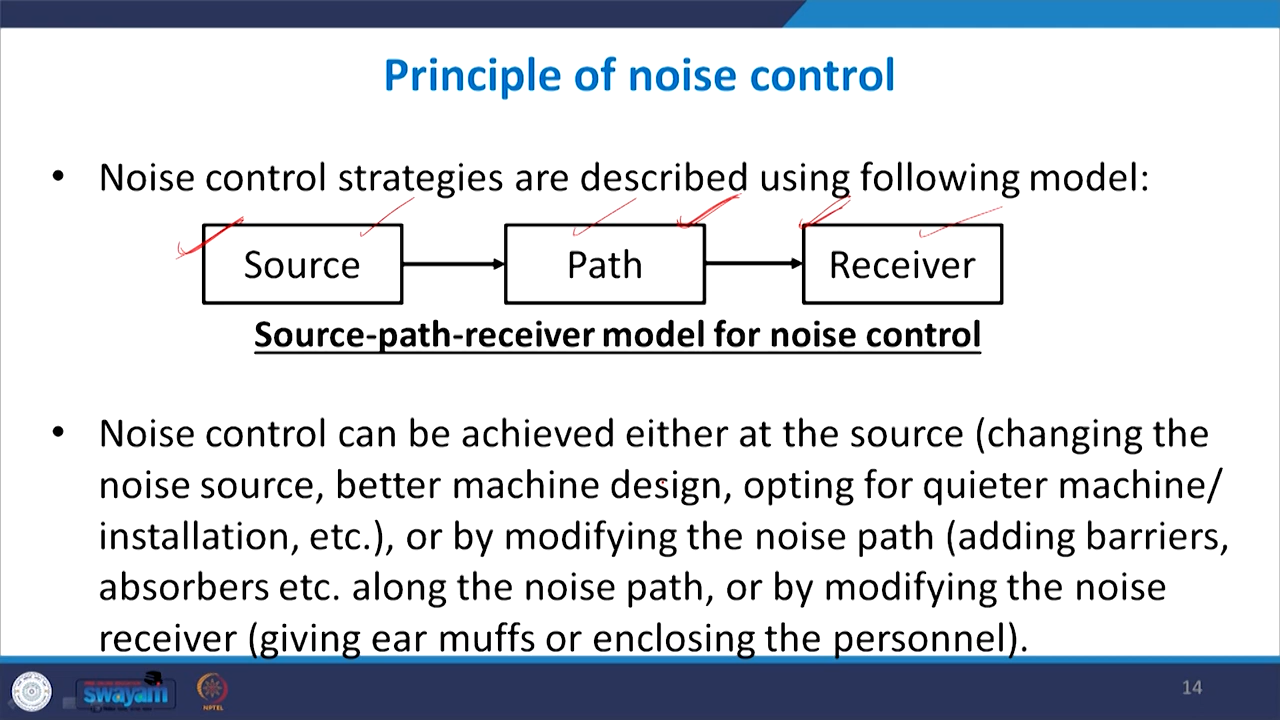 Principle of noise control
• Noise control strategies are described using following model:
Source
Path
Receiver
Source-path-receiver model for noise control
• Noise control can be achieved either at the source (changing the
noise source, better machine design, opting for quieter machine/
installation, etc.), or by modifying the noise path (adding barriers,
absorbers etc. along the noise path, or by modifying the noise
receiver (giving ear muffs or enclosing the personnel).
swayam
NPTEL
14